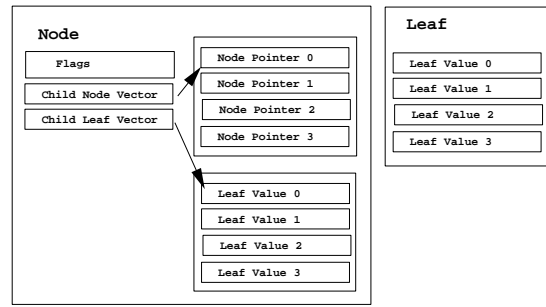 Node
Flags
Child Node Vector
Child Leaf Vector
Node Pointer 0
Node Pointer 1
Node Pointer 2
Node Pointer 3
Leaf Value 0
Leaf Value 1
Leaf Value 2
Leaf Value 3
Leaf
Leaf Value 0
Leaf Value 1
Leaf Value 2
Leaf Value 3